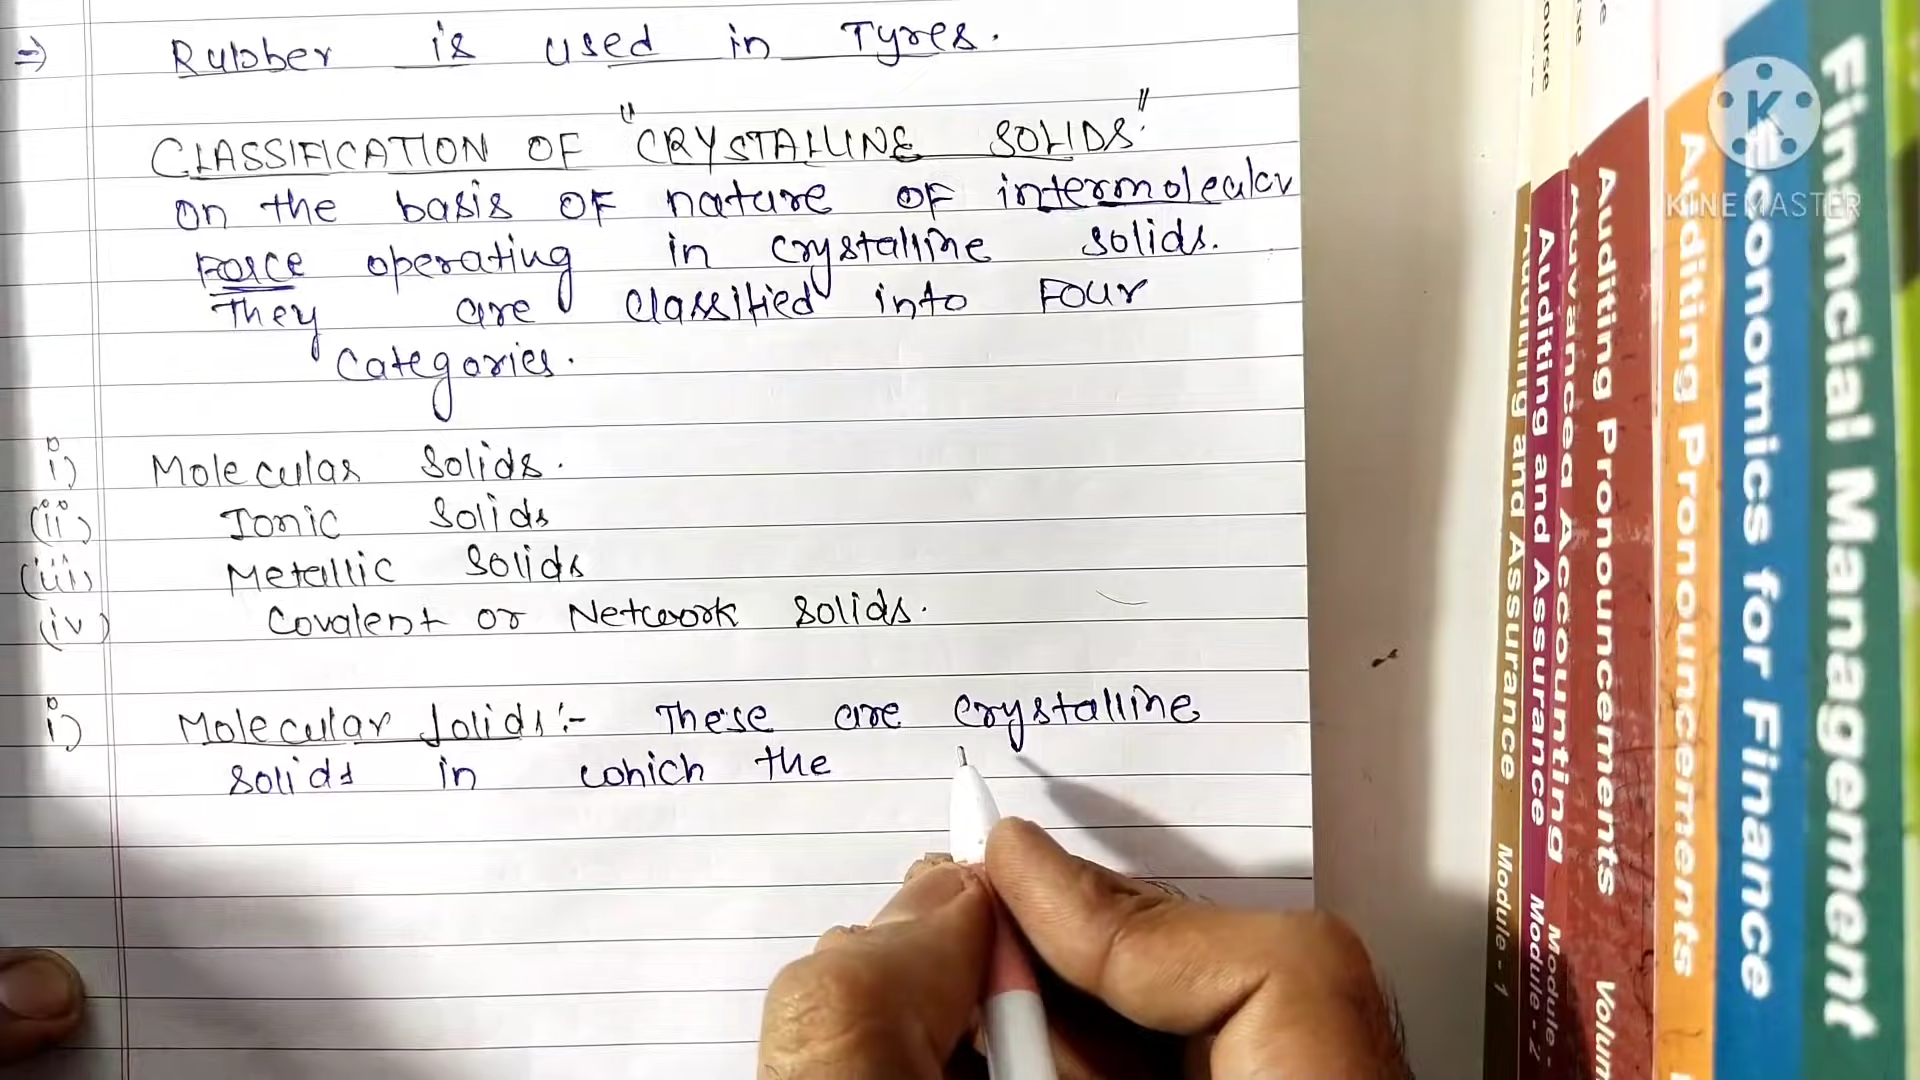 =) Rubber is used in Tyres.
CLASSIFICATION OF "CRYSTALLINE SOLIDS."
on the basis of nature of intermolecular
Force operating in crystalline solids.
They are classified into Four
Categories.
i) Molecular Solids.
(ii) Ionic Solids
(iii) Metallic Solids
(iv) Covalent or Network Solids.
i) Molecular Solids:- These are crystalline
solids in which the
ourse
Auditing and Assurance Module - 1
Auditing and Assurance Module - 2
Advanced Accounting Module -
Auditing Pronouncements Volum
Auditing Pronouncements
Economics for Finance
Financial Management
K
KINEMASTER